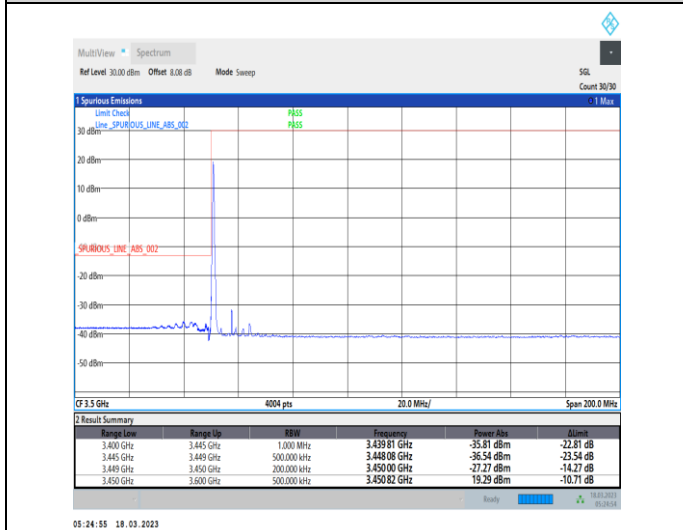 MultiView Spectrum
Ref Level 30.00 dBm Offset 8.08 dB Mode Sweep SGL
Count 30/30
1 Spurious Emissions 1 Max
Limit Check PASS
Line _SPURIOUS_LINE_ABS_002 PASS
30 dBm
20 dBm
10 dBm
0 dBm
_SPURIOUS_LINE_ABS_002
-20 dBm
-30 dBm
-40 dBm
-50 dBm
CF 3.5 GHz 4004 pts 20.0 MHz/ Span 200.0 MHz
2 Result Summary
Range Low Range Up RBW Frequency Power Abs ΔLimit
3.400 GHz 3.445 GHz 1.000 MHz 3.439 81 GHz -35.81 dBm -22.81 dB
3.445 GHz 3.449 GHz 500.000 kHz 3.448 08 GHz -36.54 dBm -23.54 dB
3.449 GHz 3.450 GHz 200.000 kHz 3.450 00 GHz -27.27 dBm -14.27 dB
3.450 GHz 3.600 GHz 500.000 kHz 3.450 82 GHz 19.29 dBm -10.71 dB
Ready 18.03.2023
05:24:54
05:24:55 18.03.2023